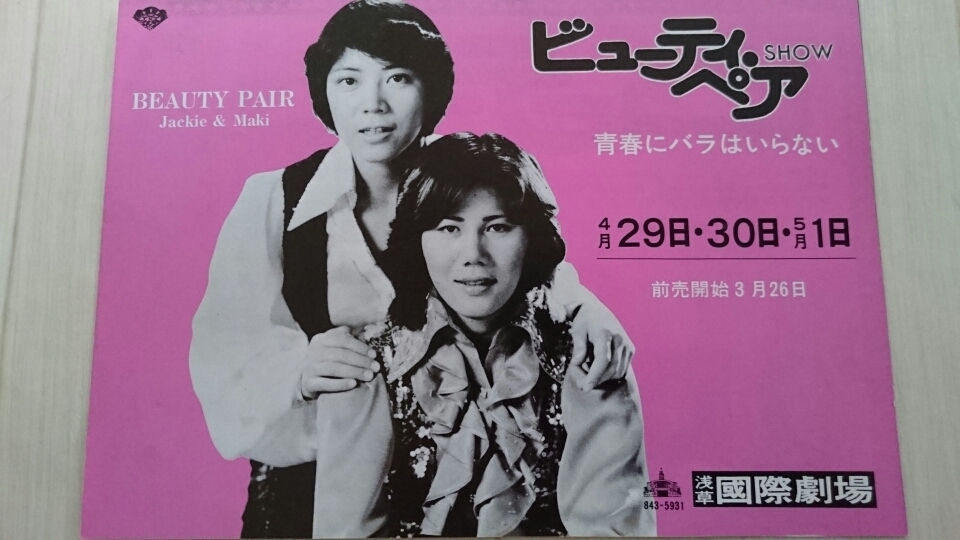 BEAUTY PAIR
Jackie & Maki
ビューティ・ペア SHOW
青春にバラはいらない
4月29日・30日・5月1日
前売開始3月26日
843-5931
浅草 國際劇場